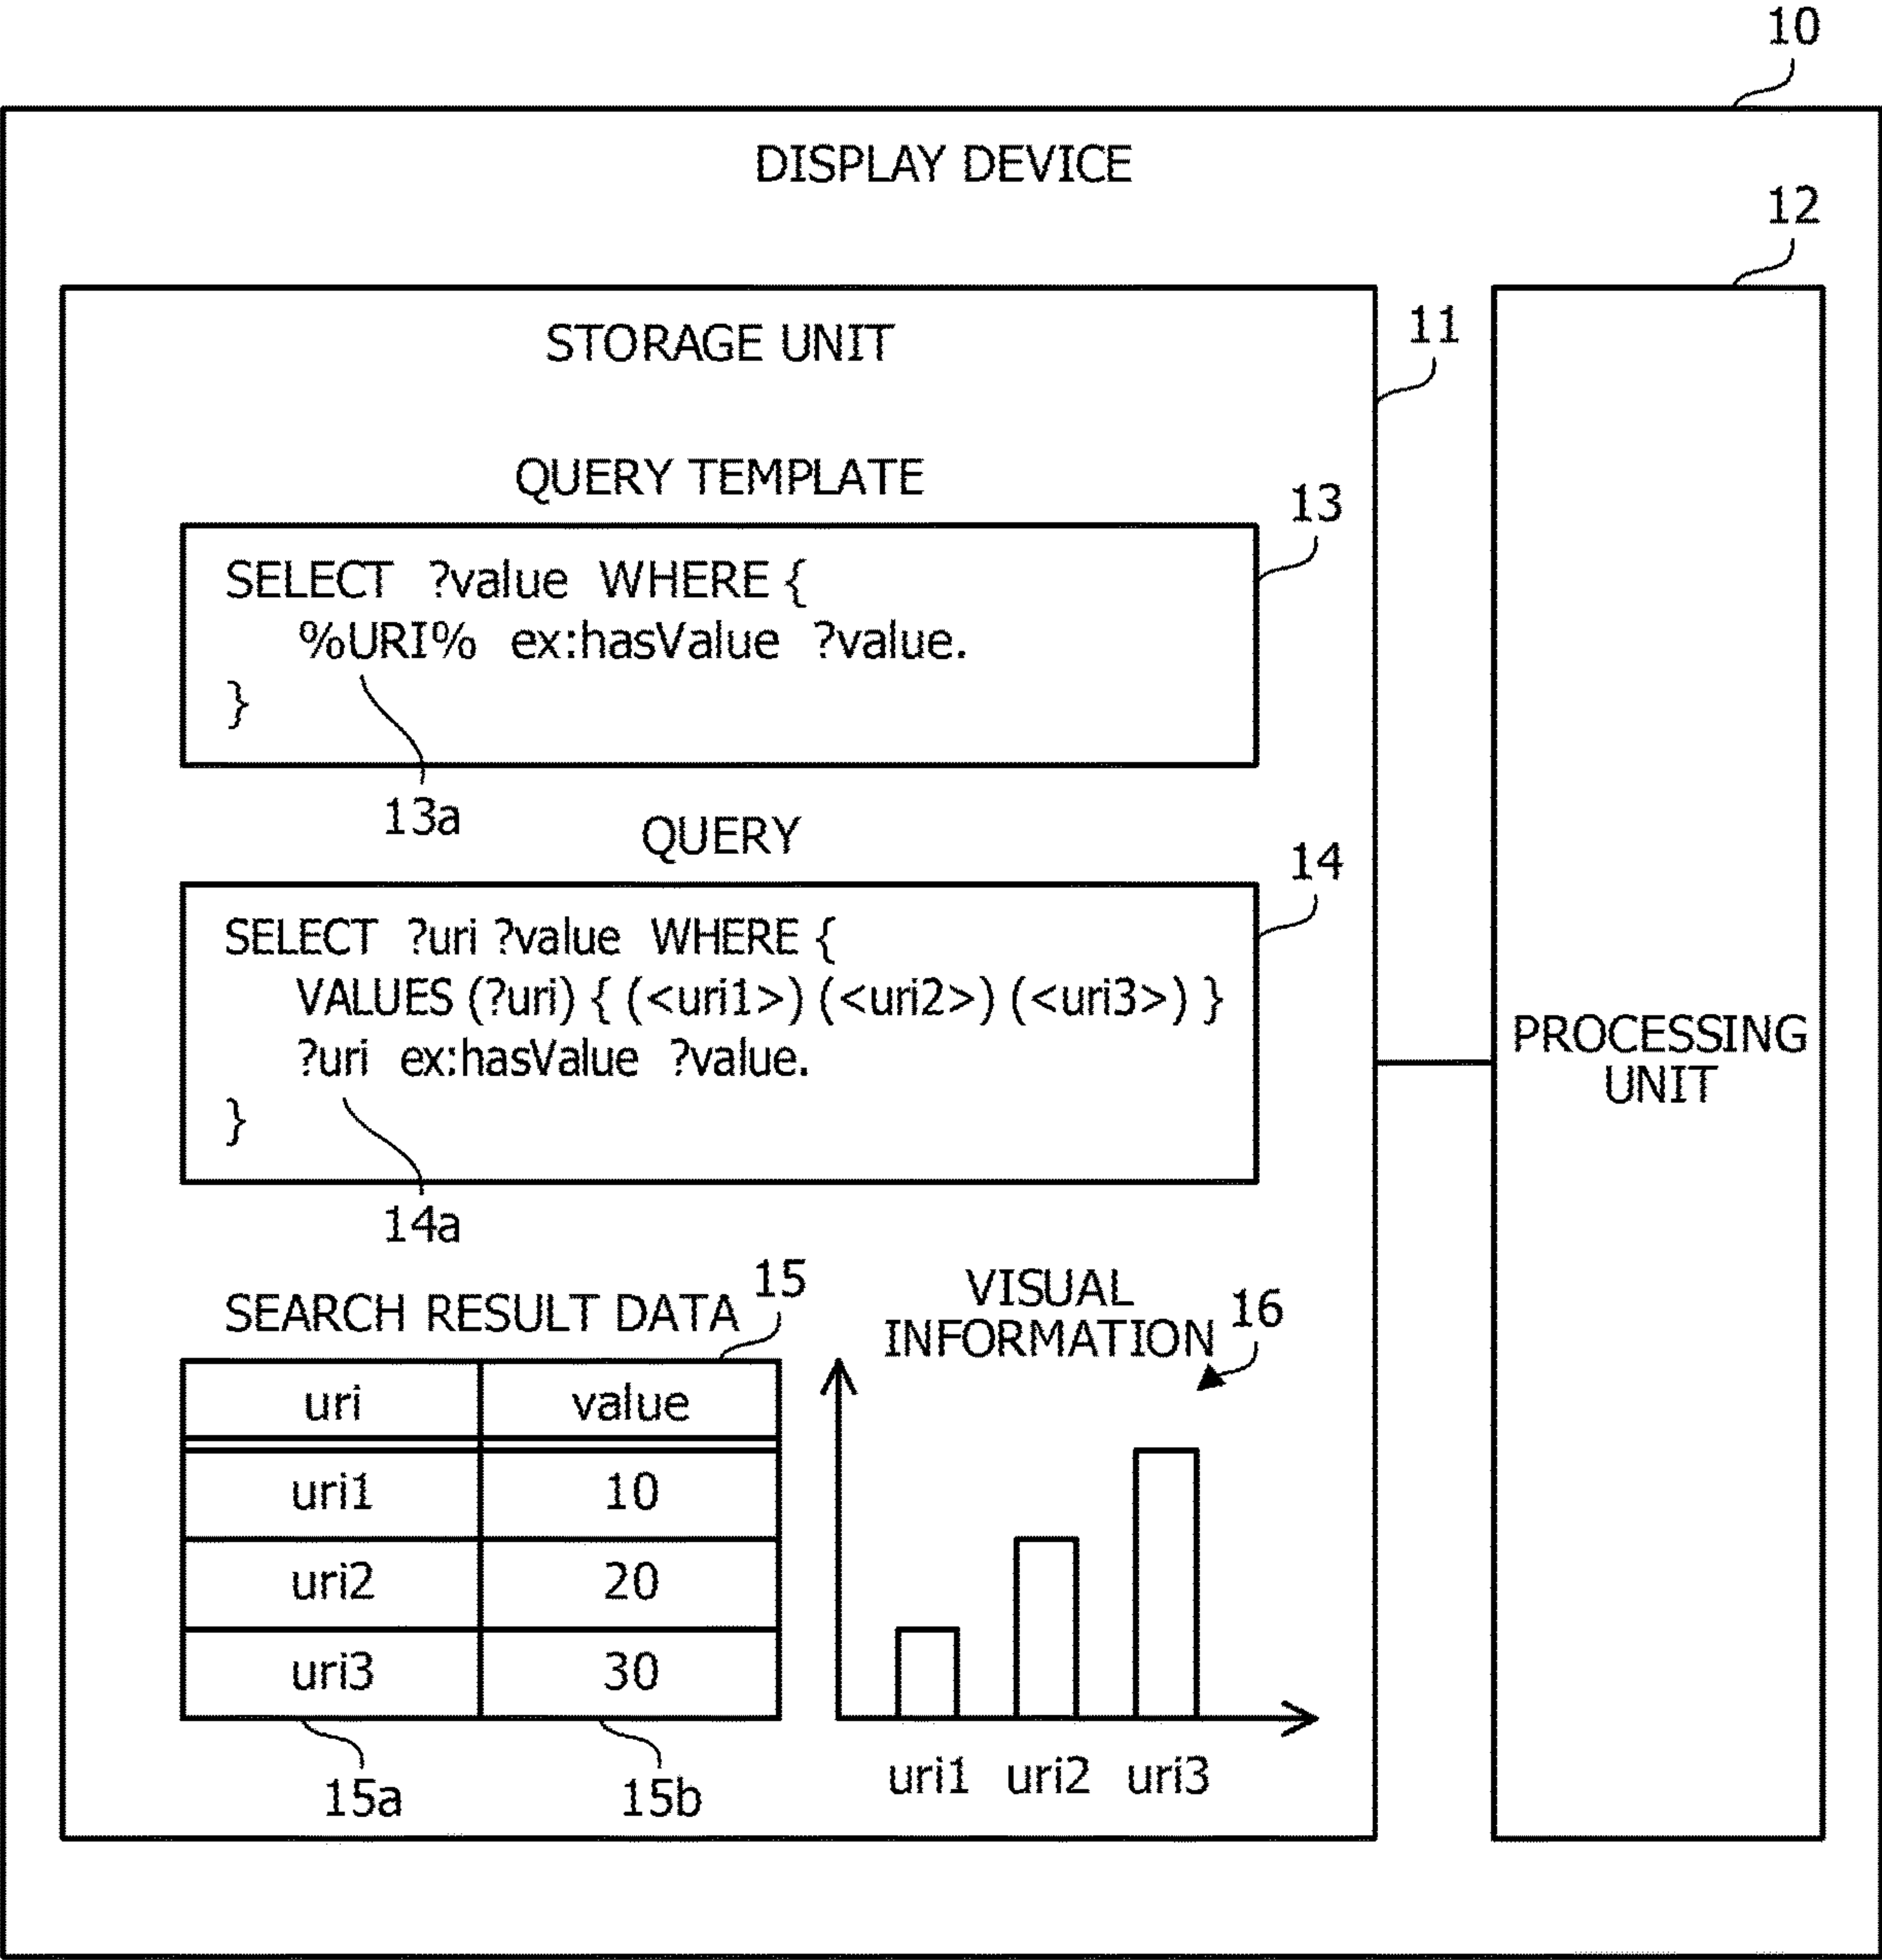 10
DISPLAY DEVICE
12
STORAGE UNIT
11
QUERY TEMPLATE
13
SELECT ?value WHERE {
%URI% ex:hasValue ?value.
}
13a
QUERY
14
SELECT ?uri ?value WHERE {
VALUES (?uri) { (<uri1>) (<uri2>) (<uri3>) }
?uri ex:hasValue ?value.
}
14a
PROCESSING
UNIT
SEARCH RESULT DATA
15
uri value
uri1 10
uri2 20
uri3 30
15a 15b
VISUAL
INFORMATION
16
uri1 uri2 uri3